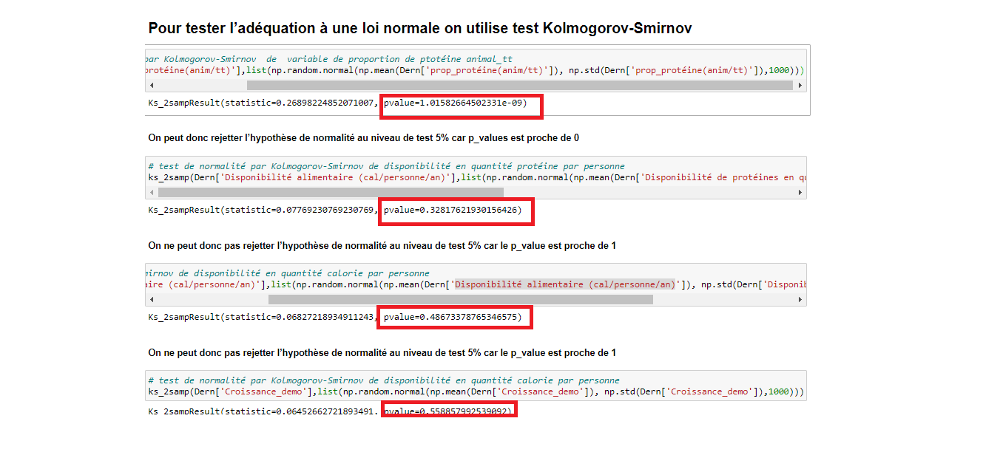 Pour tester l’adéquation à une loi normale on utilise test Kolmogorov-Smirnov
par Kolmogorov-Smirnov de variable de proportion de ptotéine animal_tt
protéine(anim/tt)'],list(np.random.normal(np.mean(Dern['prop_protéine(anim/tt)']), np.std(Dern['prop_protéine(anim/tt)']),1000)))
Ks_2sampResult(statistic=0.26898224852071007, pvalue=1.01582664502331e-09)
On peut donc rejetter l’hypothèse de normalité au niveau de test 5% car p_values est proche de 0
# test de normalité par Kolmogorov-Smirnov de disponibilité en quantité protéine par personne
ks_2samp(Dern['Disponibilité alimentaire (cal/personne/an)'],list(np.random.normal(np.mean(Dern['Disponibilité de protéines en qu
Ks_2sampResult(statistic=0.07769230769230769, pvalue=0.32817621930156426)
On ne peut donc pas rejetter l’hypothèse de normalité au niveau de test 5% car le p_value est proche de 1
mirnov de disponibilité en quantité calorie par personne
aire (cal/personne/an)'],list(np.random.normal(np.mean(Dern['Disponibilité alimentaire (cal/personne/an)']), np.std(Dern['Disponib
Ks_2sampResult(statistic=0.06827218934911243, pvalue=0.48673378765346575)
On ne peut donc pas rejetter l’hypothèse de normalité au niveau de test 5% car le p_value est proche de 1
# test de normalité par Kolmogorov-Smirnov de disponibilité en quantité calorie par personne
ks_2samp(Dern['Croissance_demo'],list(np.random.normal(np.mean(Dern['Croissance_demo']), np.std(Dern['Croissance_demo']),1000)))
Ks_2sampResult(statistic=0.06452662721893491, pvalue=0.558857992539092)